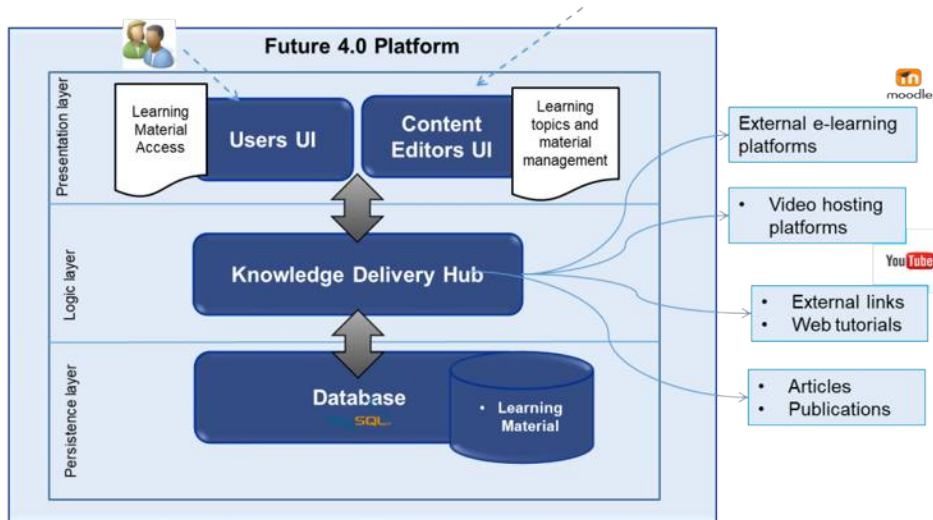 Future 4.0 Platform
Presentation layer
Learning
Material
Access
Users UI
Content
Editors UI
Learning
topics and
material
management
Logic layer
Knowledge Delivery Hub
Persistence layer
Database
SQL
• Learning
Material
moodle
External e-learning
platforms
• Video hosting
platforms
YouTube
• External links
• Web tutorials
• Articles
• Publications